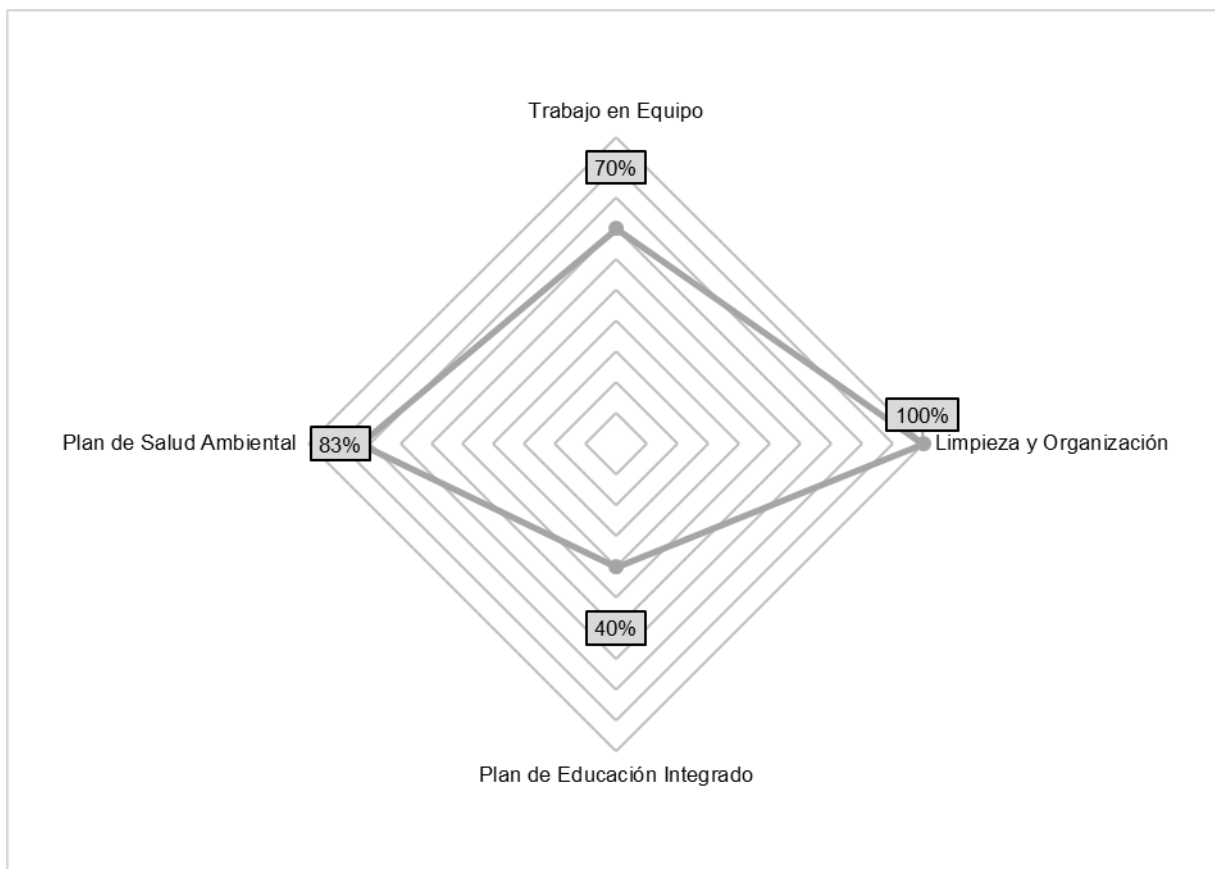 Trabajo en Equipo
70%
100%
Plan de Salud Ambiental
83%
Limpieza y Organización
40%
Plan de Educación Integrado